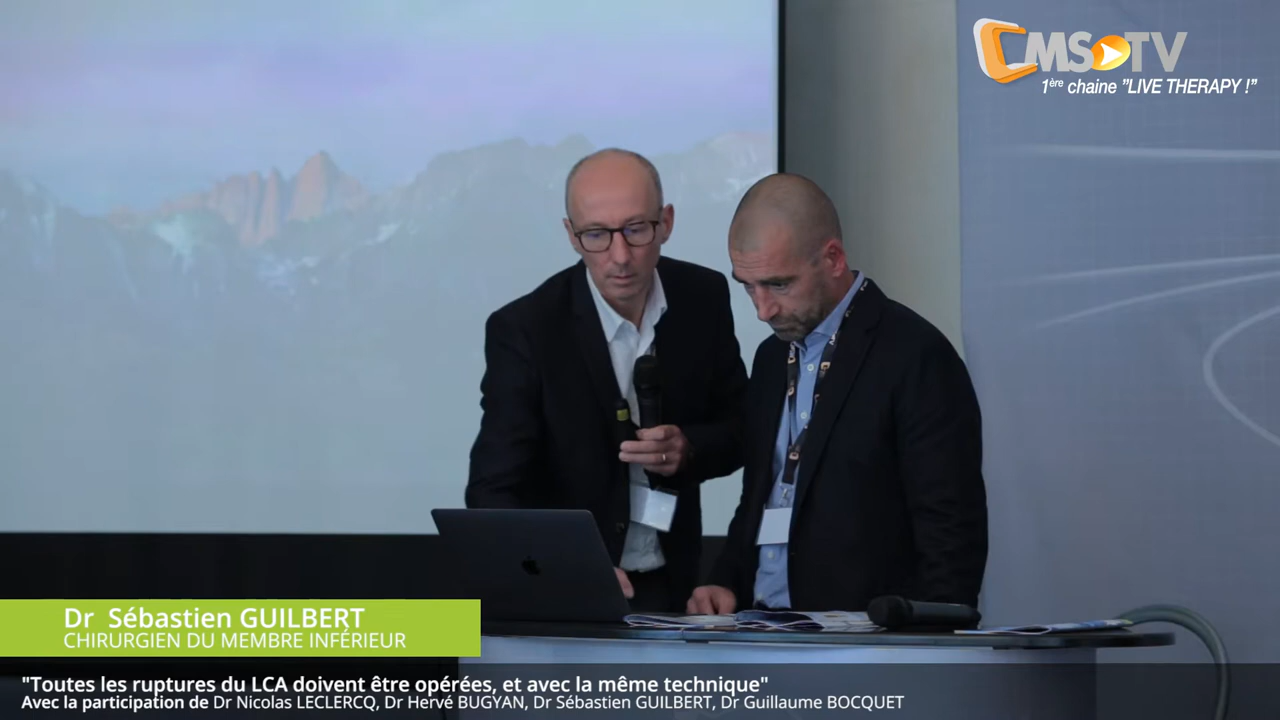 CMSTV
1ère chaine "LIVE THERAPY !"
Dr Sébastien GUILBERT
CHIRURGIEN DU MEMBRE INFÉRIEUR
"Toutes les ruptures du LCA doivent être opérées, et avec la même technique"
Avec la participation de Dr Nicolas LECLERCQ, Dr Hervé BUGYAN, Dr Sébastien GUILBERT, Dr Guillaume BOCQUET